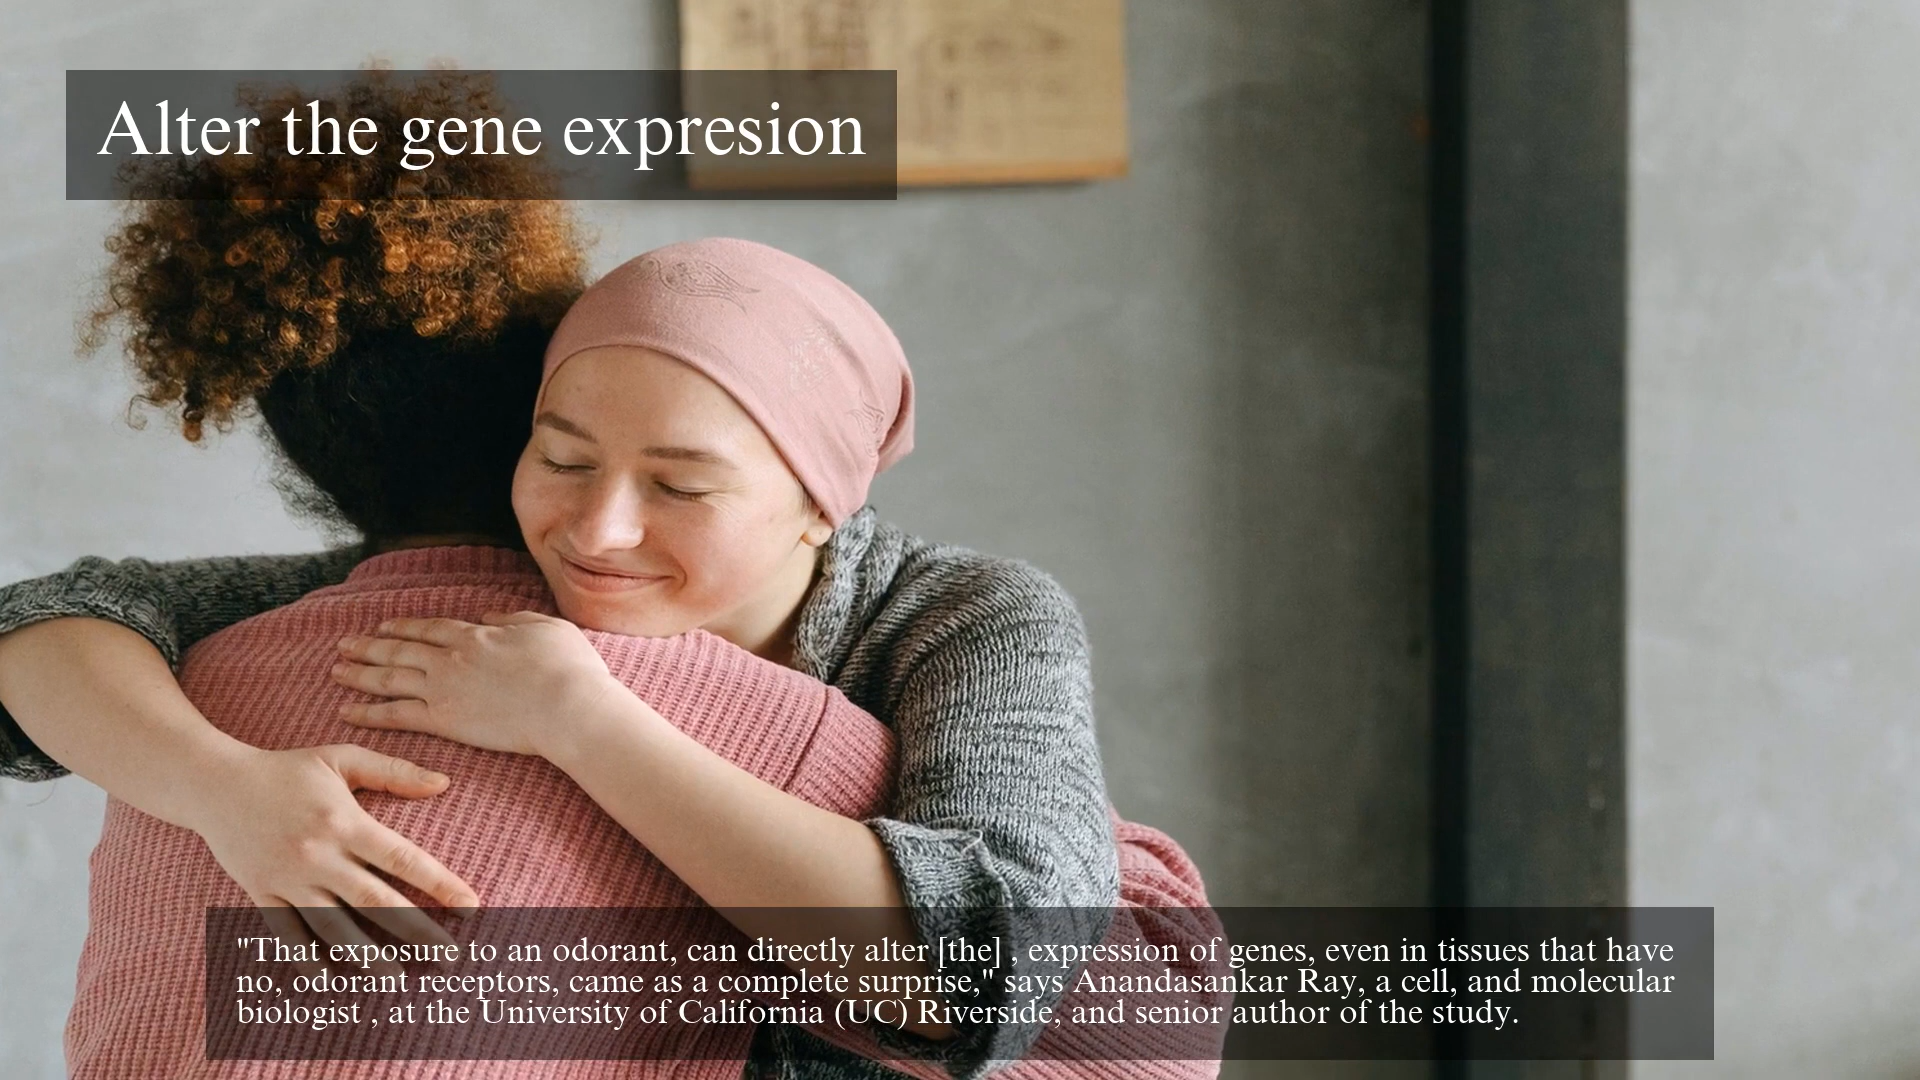 Alter the gene expresion
"That exposure to an odorant, can directly alter [the] , expression of genes, even in tissues that have
no, odorant receptors, came as a complete surprise," says Anandasankar Ray, a cell, and molecular
biologist , at the University of California (UC) Riverside, and senior author of the study.